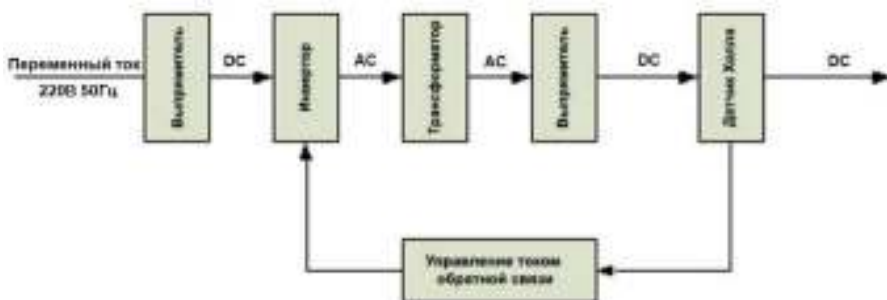 Переменный ток
220В 50Гц
Выпрямитель
DC
Инвертор
AC
Трансформатор
AC
Выпрямитель
DC
Датчик Холла
DC
Управление током
обратной связи